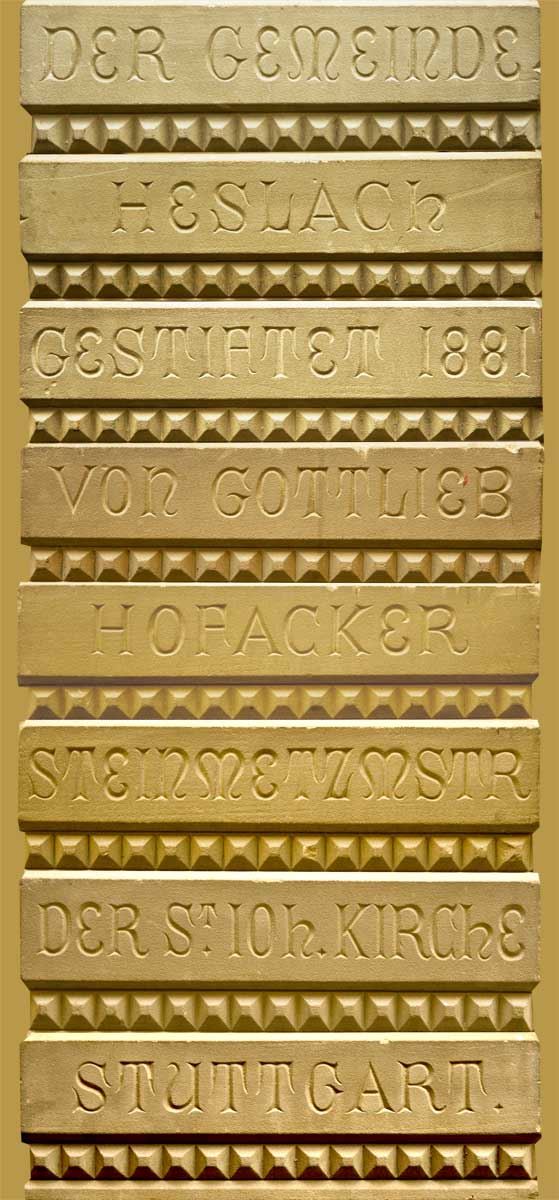 DER GEMEINDE
HESLACh
GESTIFTET 1881
VON GOTTLIEB
HOFACKER
STEINMETZMSTR
DER ST. IOh. KIRChE
STUTTGART.